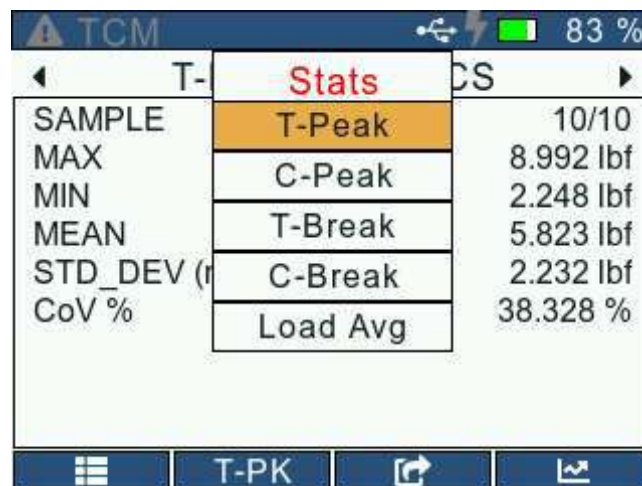 TCM 83 %
T- CS
Stats
T-Peak
C-Peak
T-Break
C-Break
Load Avg
SAMPLE 10/10
MAX 8.992 lbf
MIN 2.248 lbf
MEAN 5.823 lbf
STD_DEV ( 2.232 lbf
CoV % 38.328 %
T-PK